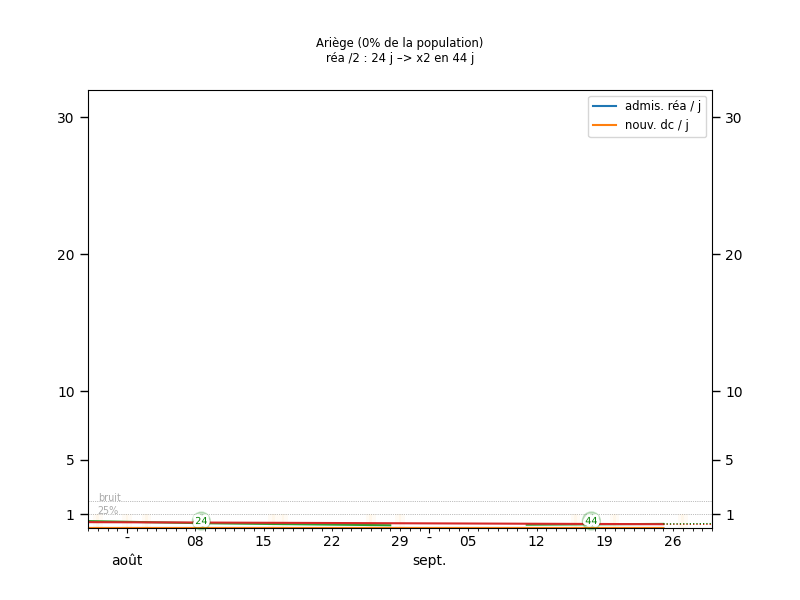 Ariège (0% de la population)
réa /2 : 24 j –> x2 en 44 j
admis. réa / j
nouv. dc / j
30
30
20
20
10
10
5
5
bruit
25%
1
1
24
44
- 08 15 22 29 - 05 12 19 26
août sept.